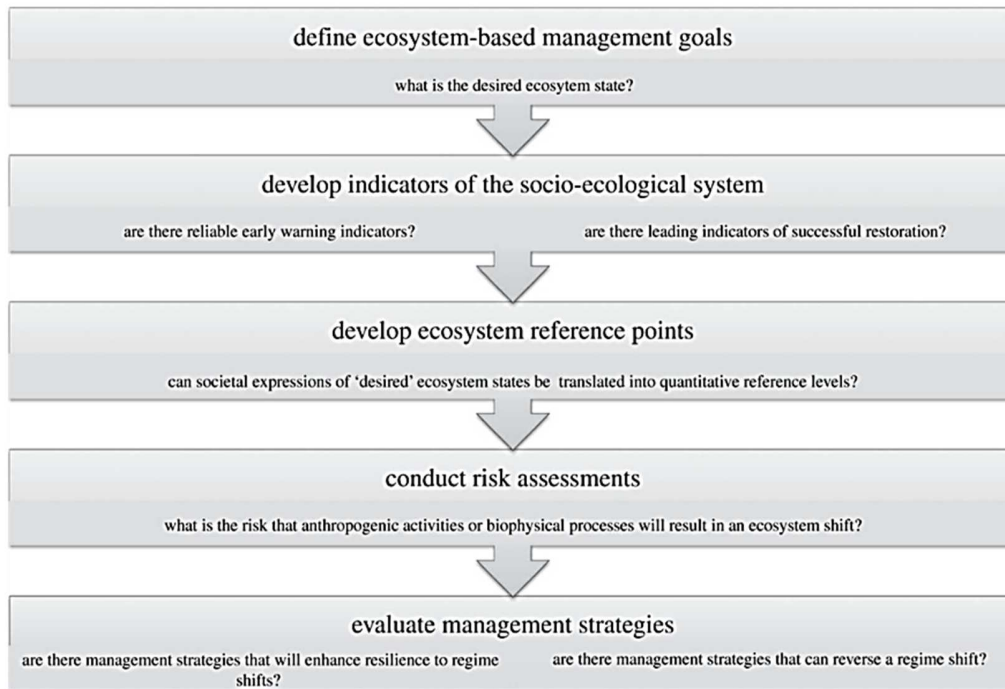 define ecosystem-based management goals
what is the desired ecosytem state?
develop indicators of the socio-ecological system
are there reliable early warning indicators?
are there leading indicators of successful restoration?
develop ecosystem reference points
can societal expressions of ‘desired’ ecosystem states be translated into quantitative reference levels?
conduct risk assessments
what is the risk that anthropogenic activities or biophysical processes will result in an ecosystem shift?
evaluate management strategies
are there management strategies that will enhance resilience to regime
shifts?
are there management strategies that can reverse a regime shift?